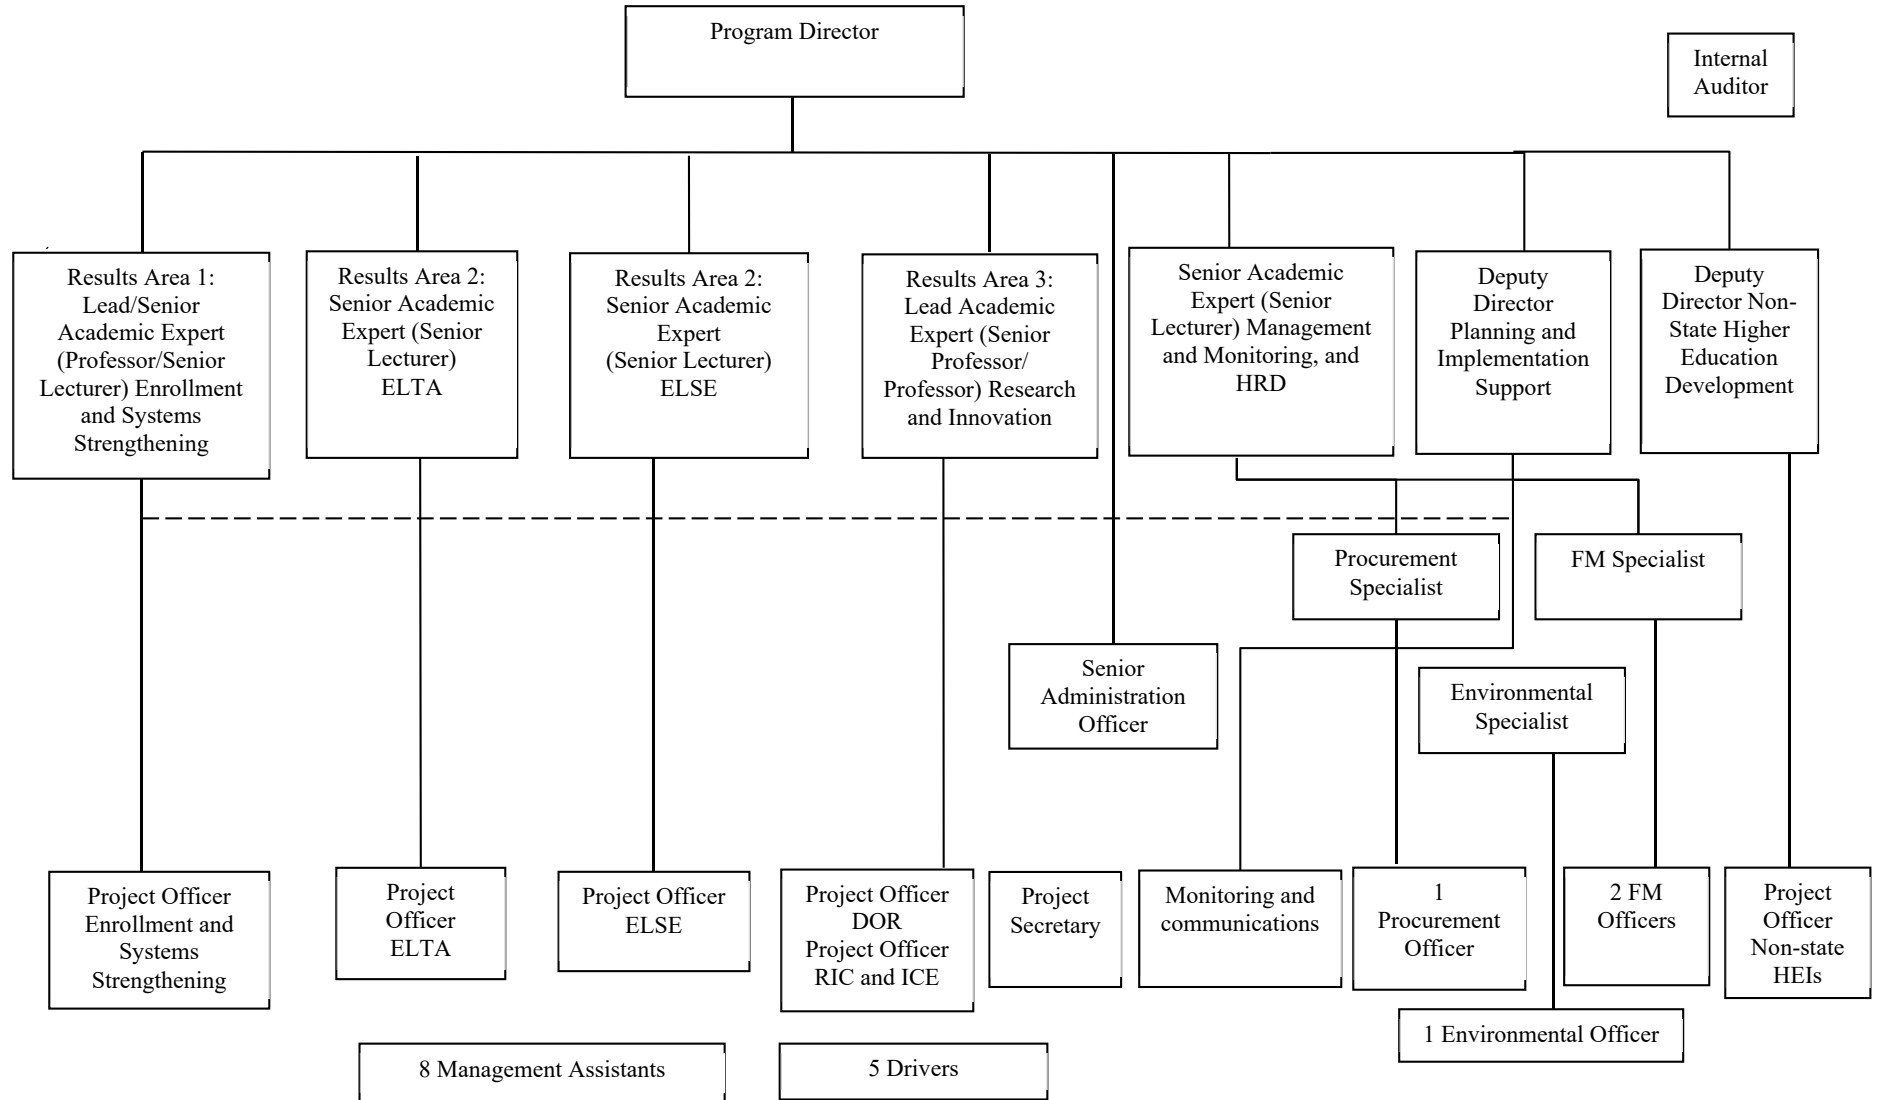 Program Director
Internal
Auditor
Results Area 1:
Lead/Senior
Academic Expert
(Professor/Senior
Lecturer) Enrollment
and Systems
Strengthening
Results Area 2:
Senior Academic
Expert (Senior
Lecturer)
ELTA
Results Area 2:
Senior Academic
Expert
(Senior Lecturer)
ELSE
Results Area 3:
Lead Academic
Expert (Senior
Professor/
Professor) Research
and Innovation
Senior Academic
Expert (Senior
Lecturer) Management
and Monitoring, and
HRD
Deputy
Director
Planning and
Implementation
Support
Deputy
Director Non-
State Higher
Education
Development
Procurement
Specialist
FM Specialist
Senior
Administration
Officer
Environmental
Specialist
Project Officer
Enrollment and
Systems
Strengthening
Project
Officer
ELTA
Project Officer
ELSE
Project Officer
DOR
Project Officer
RIC and ICE
Project
Secretary
Monitoring and
communications
1
Procurement
Officer
2 FM
Officers
Project
Officer
Non-state
HEIs
1 Environmental Officer
8 Management Assistants
5 Drivers